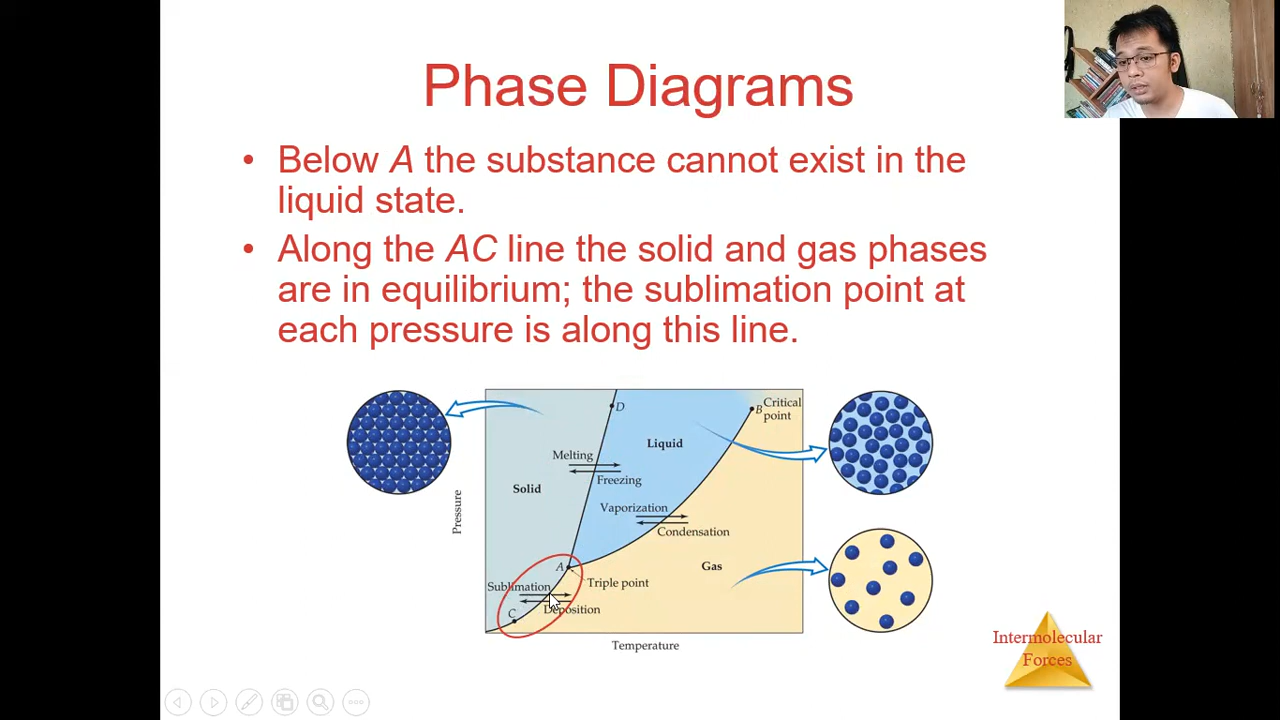 Phase Diagrams
• Below A the substance cannot exist in the
liquid state.
• Along the AC line the solid and gas phases
are in equilibrium; the sublimation point at
each pressure is along this line.
D
B
Critical
point
Melting
Liquid
Freezing
Solid
Vaporization
Condensation
Pressure
A
Gas
Triple point
Sublimation
Deposition
C
Temperature
Intermolecular
Forces